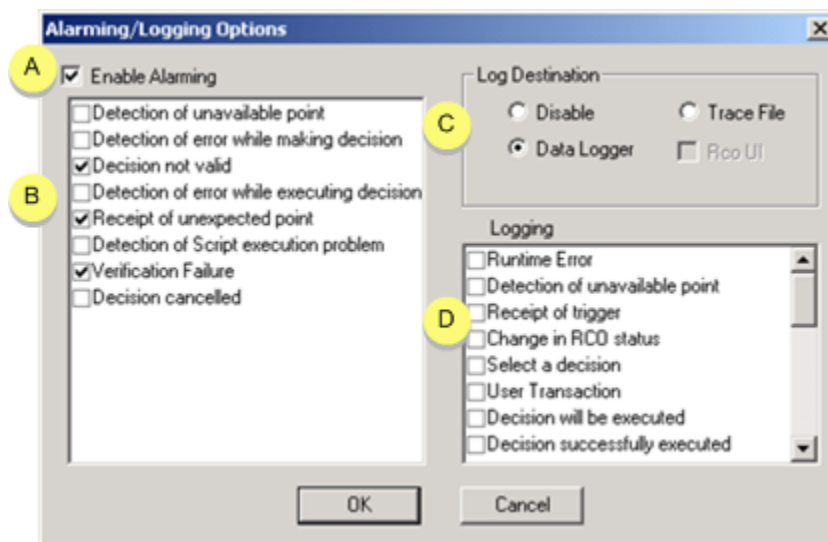 Alarming/Logging Options
A
Enable Alarming
B
Detection of unavailable point
Detection of error while making decision
Decision not valid
Detection of error while executing decision
Receipt of unexpected point
Detection of Script execution problem
Verification Failure
Decision cancelled
C
Log Destination
Disable
Trace File
Data Logger
Rco UI
D
Logging
Runtime Error
Detection of unavailable point
Receipt of trigger
Change in RCO status
Select a decision
User Transaction
Decision will be executed
Decision successfully executed
OK
Cancel